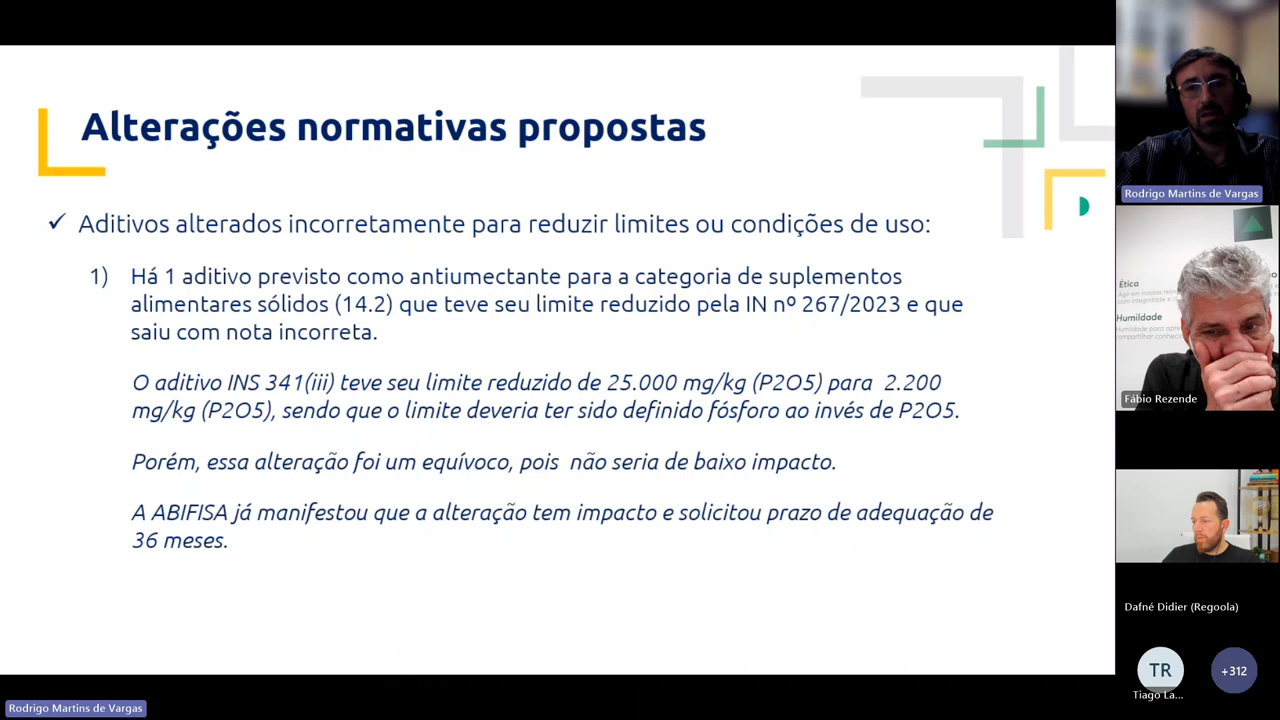 Alterações normativas propostas
✓ Aditivos alterados incorretamente para reduzir limites ou condições de uso:
1) Há 1 aditivo previsto como antiumectante para a categoria de suplementos
alimentares sólidos (14.2) que teve seu limite reduzido pela IN nº 267/2023 e que
saiu com nota incorreta.
O aditivo INS 341(iii) teve seu limite reduzido de 25.000 mg/kg (P2O5) para 2.200
mg/kg (P2O5), sendo que o limite deveria ter sido definido fósforo ao invés de P2O5.
Porém, essa alteração foi um equívoco, pois não seria de baixo impacto.
A ABIFISA já manifestou que a alteração tem impacto e solicitou prazo de adequação de
36 meses.
Rodrigo Martins de Vargas
Ética
Humildade
Fábio Rezende
Dafné Didier (Regoola)
TR
+312
Tiago La...
Rodrigo Martins de Vargas